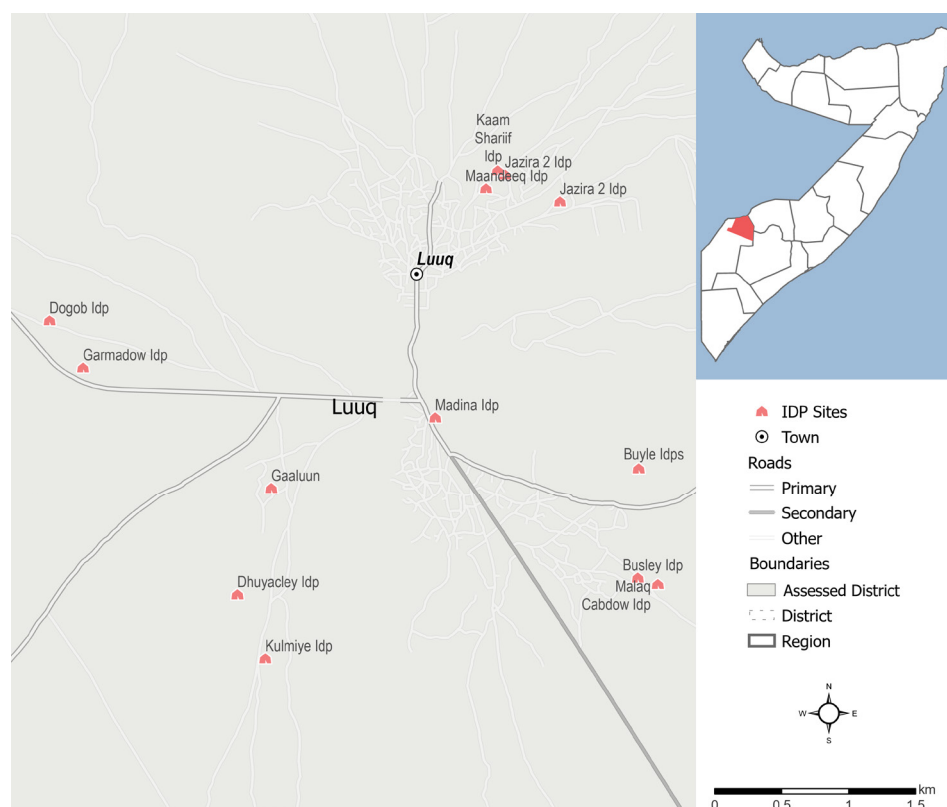 Kaam
Shariif
Idp
Jazira 2 Idp
Maandeeq Idp
Jazira 2 Idp
Luuq
Dogob Idp
Garmadow Idp
Luuq
Madina Idp
Buyle Idps
Gaaluun
Busley Idp
Malaq
Cabdow Idp
Dhuyacley Idp
Kulmiye Idp
IDP Sites
Town
Roads
Primary
Secondary
Other
Boundaries
Assessed District
District
Region
N
W
E
S
km
0
0.5
1
1.5